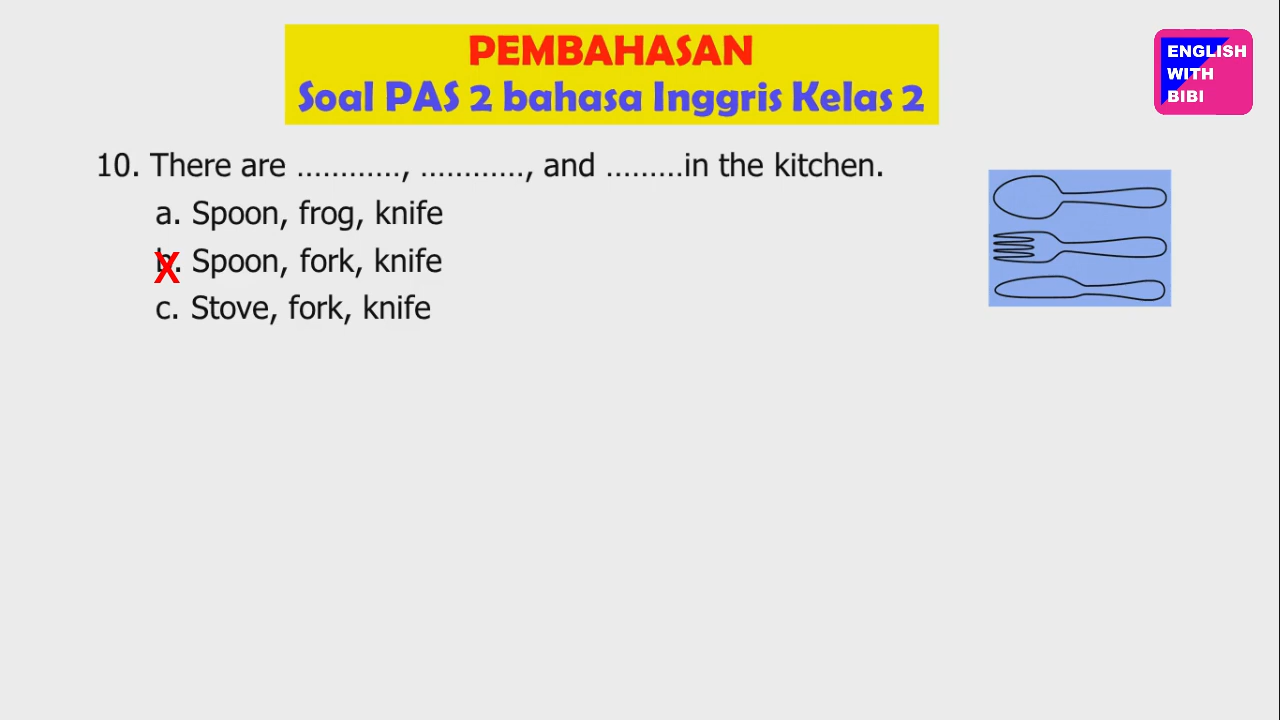 PEMBAHASAN
Soal PAS 2 bahasa Inggris Kelas 2
ENGLISH
WITH
BIBI
10. There are …………, …………, and ………in the kitchen.
a. Spoon, frog, knife
b. Spoon, fork, knife
X
c. Stove, fork, knife